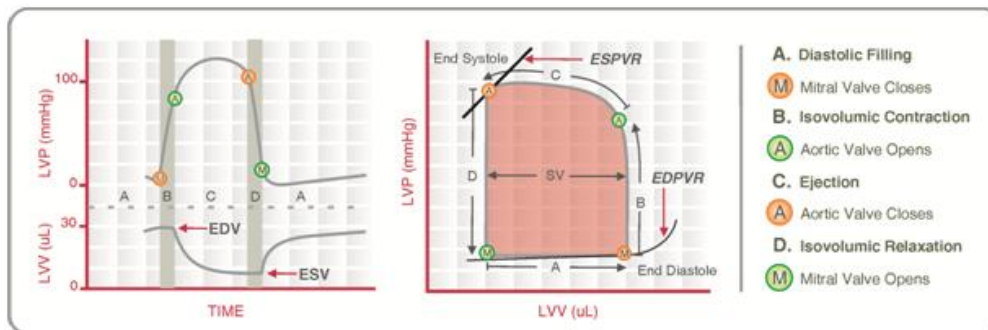 LVP (mmHg)
100
0
A
M
A
A
M
A B C D A
LVV (uL)
30
0
EDV
ESV
TIME
End Systole
ESPVR
C
A
A
D
SV
B
EDPVR
M
M
A
End Diastole
LVP (mmHg)
LVV (uL)
A. Diastolic Filling
M Mitral Valve Closes
B. Isovolumic Contraction
A Aortic Valve Opens
C. Ejection
A Aortic Valve Closes
D. Isovolumic Relaxation
M Mitral Valve Opens